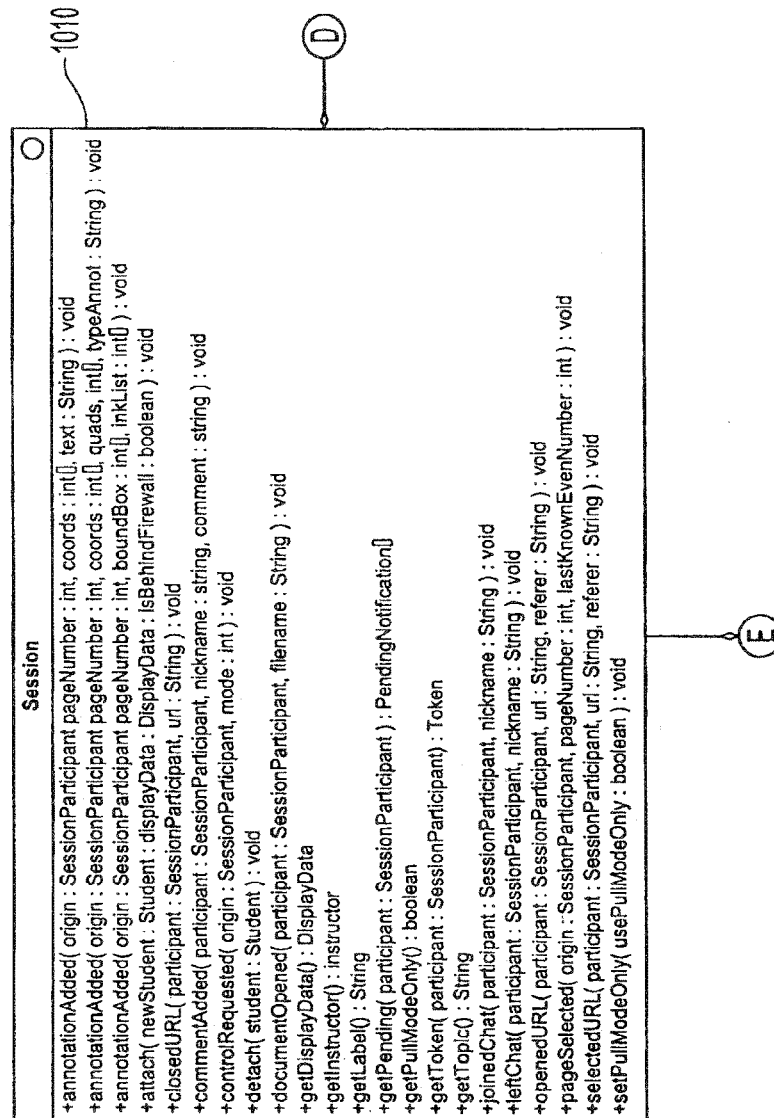 Session
+annotationAdded( origin : SessionParticipant pageNumber : int, coords : int[], text : String ) : void
+annotationAdded( origin : SessionParticipant pageNumber : int, coords : int[], quads, int[], typeAnnot : String ) : void
+annotationAdded( origin : SessionParticipant pageNumber : int, boundBox : int[], inkList : int[] ) : void
+attach( newStudent : Student : displayData : DisplayData : IsBehindFirewall : boolean ) : void
+closedURL( participant : SessionParticipant, url : String ) : void
+commentAdded( participant : SessionParticipant, nickname : string, comment : string ) : void
+controlRequested( origin : SessionParticipant, mode : int ) : void
+detach( student : Student ) : void
+documentOpened( participant : SessionParticipant, filename : String ) : void
+getDisplayData() : DisplayData
+getInstructor() : instructor
+getLabel() : String
+getPending( participant : SessionParticipant ) : PendingNotification[]
+getPullModeOnly() : boolean
+getToken( participant : SessionParticipant) : Token
+getTopic() : String
+joinedChat( participant : SessionParticipant, nickname : String ) : void
+leftChat( participant : SessionParticipant, nickname : String ) : void
+openedURL( participant : SessionParticipant, url : String, referer : String ) : void
+pageSelected( origin : SessionParticipant, pageNumber : int, lastKnownEvenNumber : int ) : void
+selectedURL( participant : SessionParticipant, url : String, referer : String ) : void
+setPullModeOnly( usePullModeOnly : boolean ) : void
1010
D
E